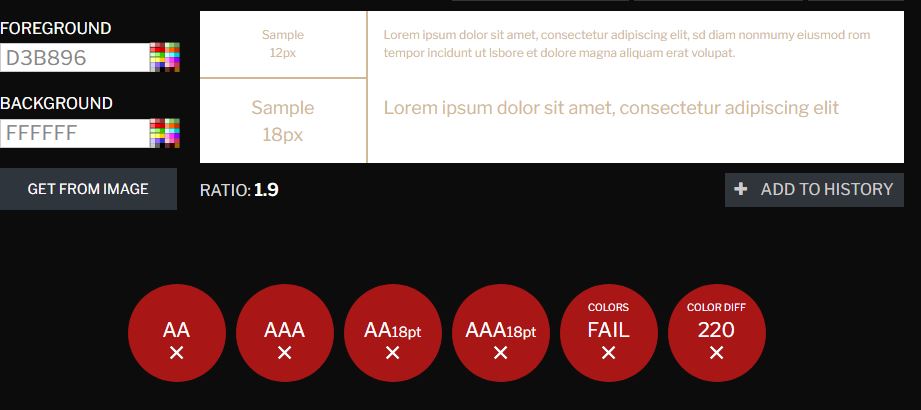 FOREGROUND
D3B896
BACKGROUND
FFFFFF
GET FROM IMAGE
Sample
12px
Lorem ipsum dolor sit amet, consectetur adipiscing elit, sd diam nonmumy eiusmod rom
tempor incidunt ut lsbore et dolore magna aliquam erat volupat.
Sample
18px
Lorem ipsum dolor sit amet, consectetur adipiscing elit
RATIO: 1.9
+ ADD TO HISTORY
AA
✕
AAA
✕
AA18pt
✕
AAA18pt
✕
COLORS
FAIL
✕
COLOR DIFF
220
✕